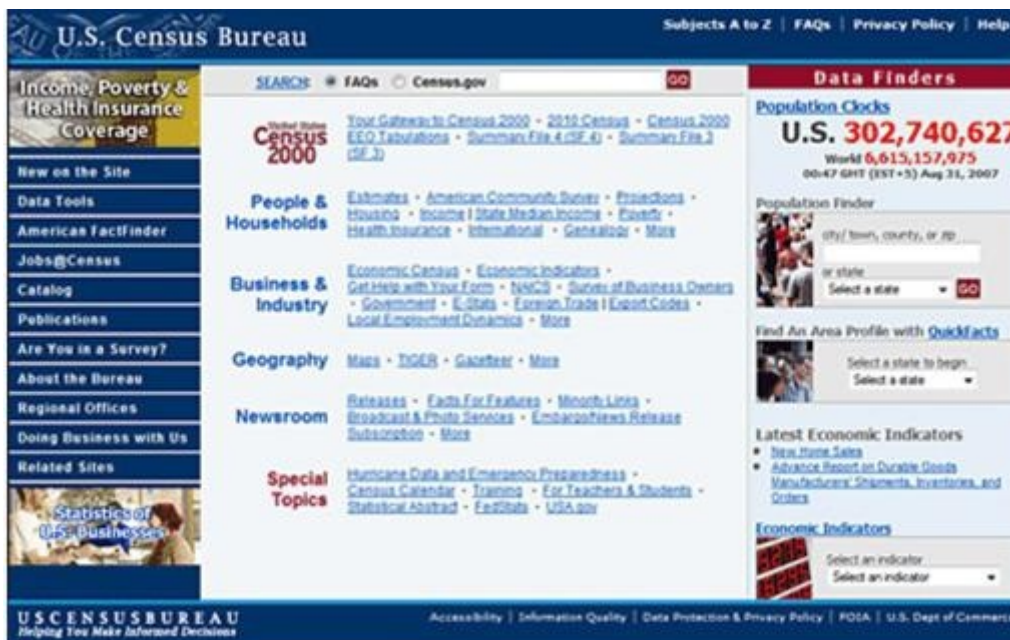 U.S. Census Bureau
Subjects A to Z | FAQs | Privacy Policy | Help
Income, Poverty &
Health Insurance
Coverage
New on the Site
Data Tools
American FactFinder
Jobs@Census
Catalog
Publications
Are You in a Survey?
About the Bureau
Regional Offices
Doing Business with Us
Related Sites
Statistics of
U.S. Businesses
SEARCH: FAQs Census.gov GO
United States
Census
2000
Your Gateway to Census 2000 • 2010 Census • Census 2000
EEO Tabulations • Summary File 4 (SF 4) • Summary File 3
(SF 3)
People &
Households
Estimates • American Community Survey • Projections •
Housing • Income | State Median Income • Poverty •
Health Insurance • International • Genealogy • More
Business &
Industry
Economic Census • Economic Indicators •
Get Help with Your Form • NAICS • Survey of Business Owners
• Government • E-Stats • Foreign Trade | Export Codes •
Local Employment Dynamics • More
Geography
Maps • TIGER • Gazetteer • More
Newsroom
Releases • Facts For Features • Minority Links •
Broadcast & Photo Services • Embargo/News Release
Subscription • More
Special
Topics
Hurricane Data and Emergency Preparedness •
Census Calendar • Training • For Teachers & Students •
Statistical Abstract • FedStats • USA.gov
Data Finders
Population Clocks
U.S. 302,740,627
World 6,615,157,975
00:47 GMT (EST+5) Aug 31, 2007
Population Finder
city/ town, county, or zip
or state
Select a state GO
Find An Area Profile with QuickFacts
Select a state to begin
Select a state
Latest Economic Indicators
• New Home Sales
• Advance Report on Durable Goods
Manufacturers' Shipments, Inventories, and
Orders
Economic Indicators
Select an indicator
Select an indicator
USCENSUSBUREAU
Helping You Make Informed Decisions
Accessibility | Information Quality | Data Protection & Privacy Policy | FOIA | U.S. Dept of Commerc